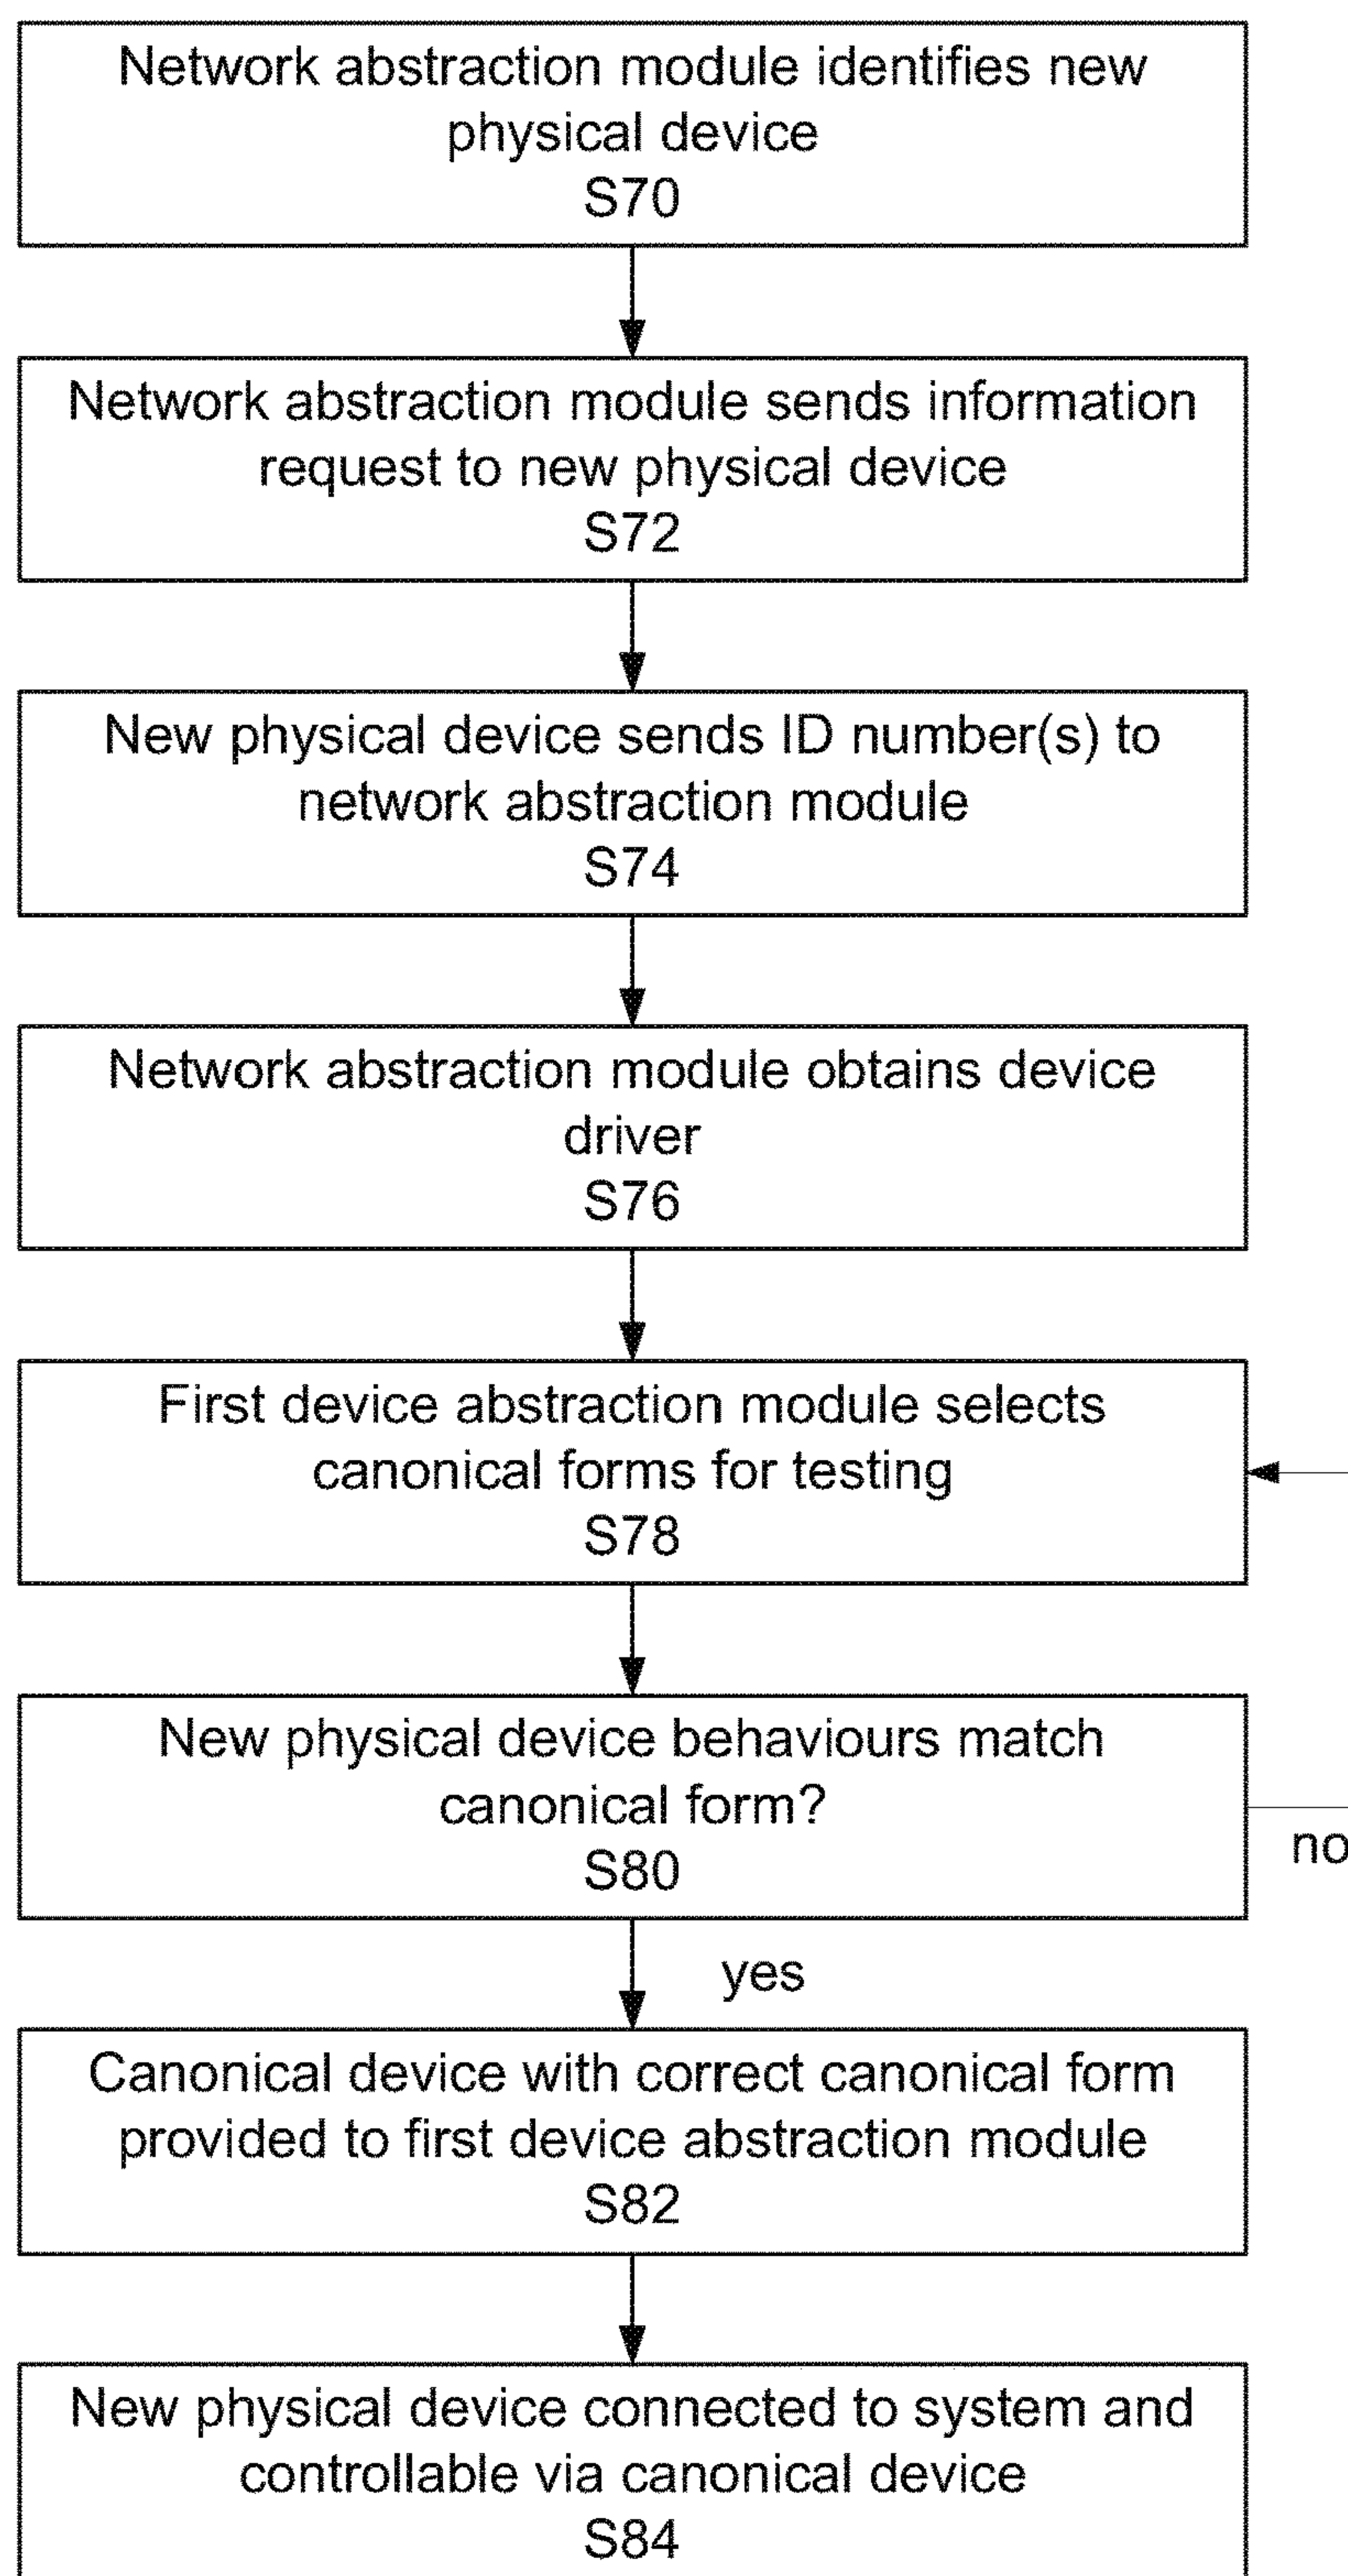 Network abstraction module identifies new
physical device
S70
Network abstraction module sends information
request to new physical device
S72
New physical device sends ID number(s) to
network abstraction module
S74
Network abstraction module obtains device
driver
S76
First device abstraction module selects
canonical forms for testing
S78
New physical device behaviours match
canonical form?
S80
no
yes
Canonical device with correct canonical form
provided to first device abstraction module
S82
New physical device connected to system and
controllable via canonical device
S84